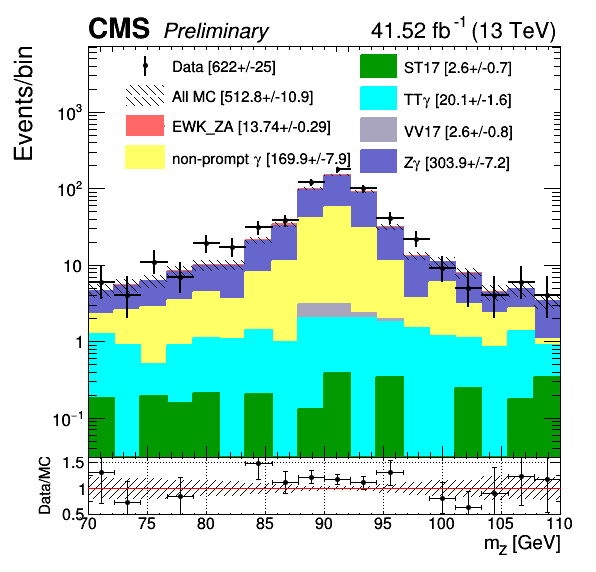 CMS Preliminary 41.52 fb⁻¹ (13 TeV)
Events/bin
Data [622+/-25]
All MC [512.8+/-10.9]
EWK_ZA [13.74+/-0.29]
non-prompt γ [169.9+/-7.9]
ST17 [2.6+/-0.7]
TTγ [20.1+/-1.6]
VV17 [2.6+/-0.8]
Zγ [303.9+/-7.2]
10³
10²
10
1
10⁻¹
Data/MC
1.5
1
0.5
70 75 80 85 90 95 100 105 110
m_Z [GeV]